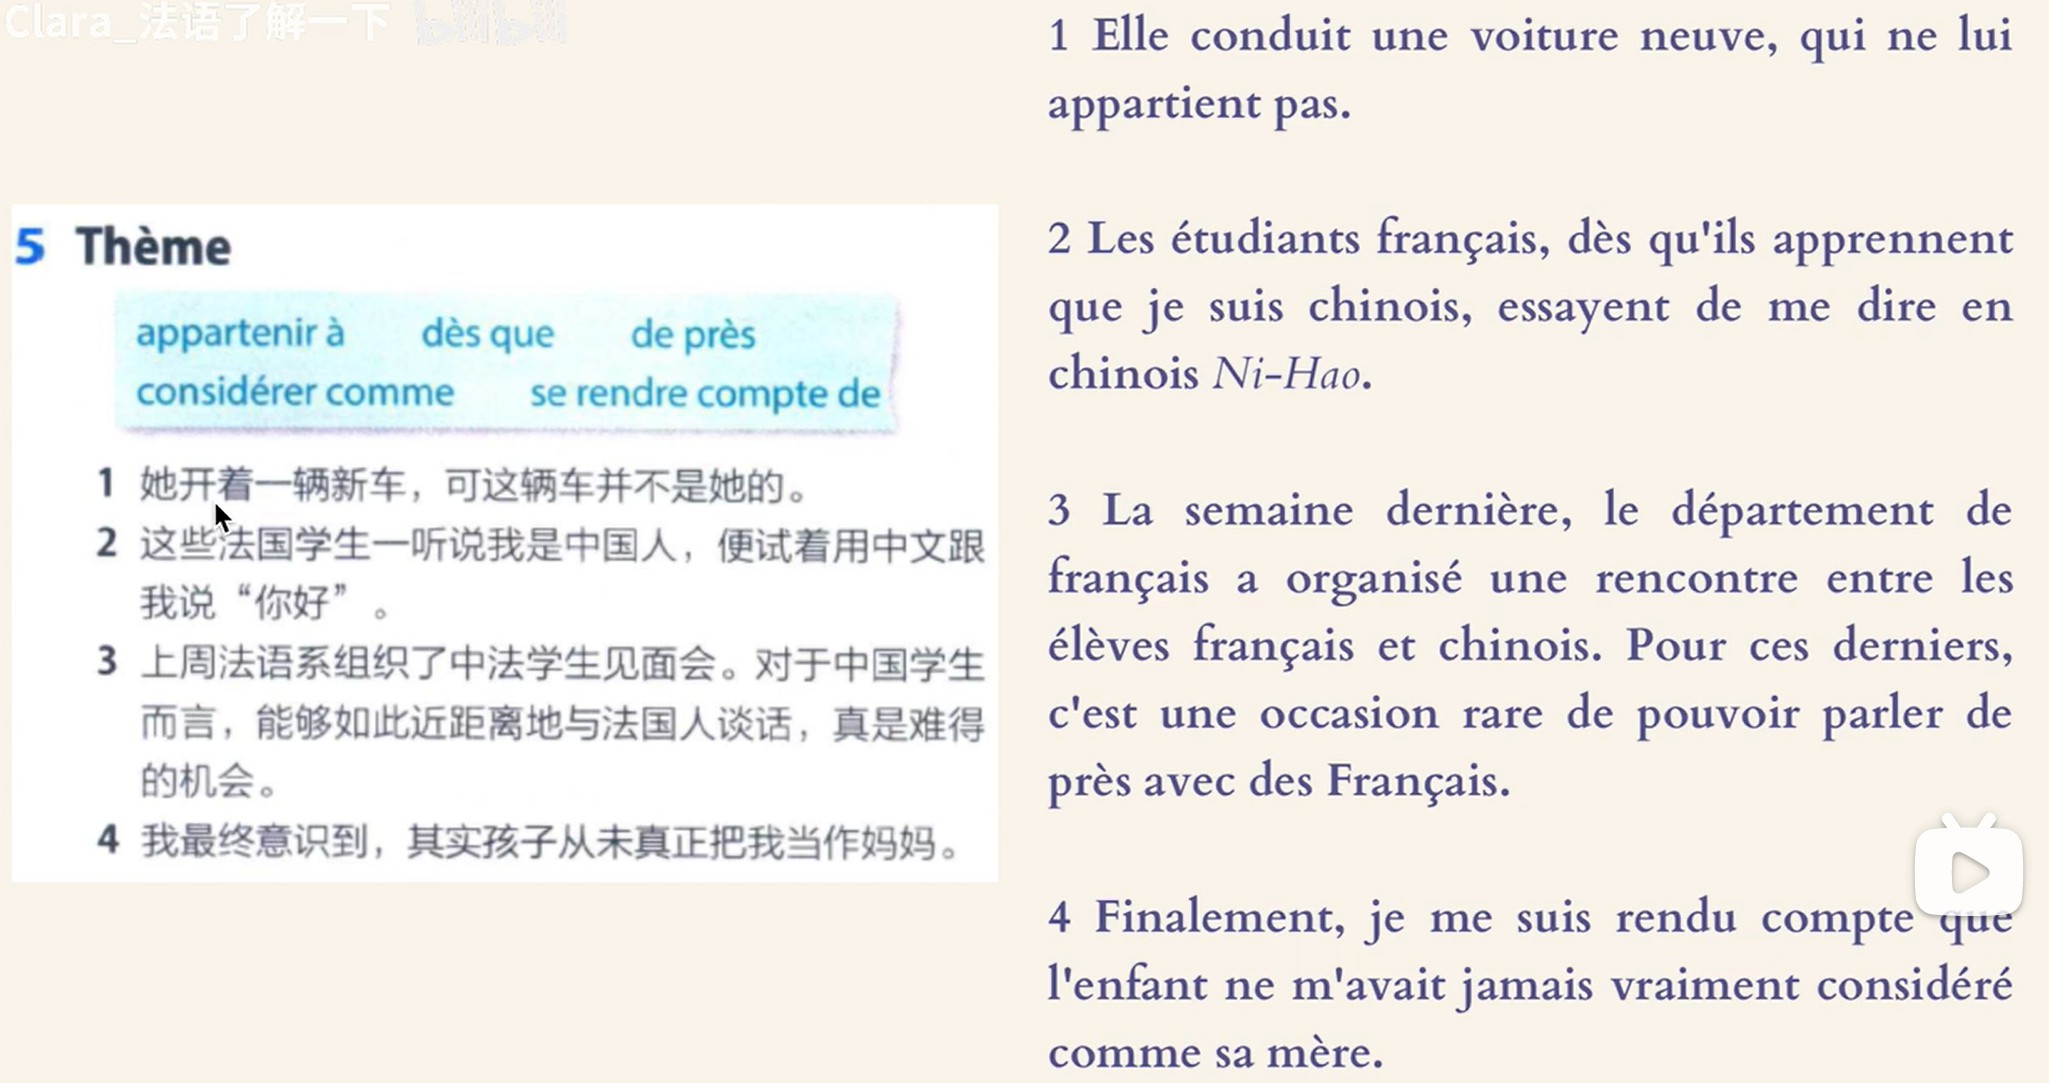 Clara_法语了解一下 bilibili
5 Thème
appartenir à dès que de près
considérer comme se rendre compte de
1 她开着一辆新车，可这辆车并不是她的。
2 这些法国学生一听说我是中国人，便试着用中文跟
我说“你好”。
3 上周法语系组织了中法学生见面会。对于中国学生
而言，能够如此近距离地与法国人谈话，真是难得
的机会。
4 我最终意识到，其实孩子从未真正把我当作妈妈。
1 Elle conduit une voiture neuve, qui ne lui
appartient pas.
2 Les étudiants français, dès qu'ils apprennent
que je suis chinois, essayent de me dire en
chinois Ni-Hao.
3 La semaine dernière, le département de
français a organisé une rencontre entre les
élèves français et chinois. Pour ces derniers,
c'est une occasion rare de pouvoir parler de
près avec des Français.
4 Finalement, je me suis rendu compte que
l'enfant ne m'avait jamais vraiment considéré
comme sa mère.